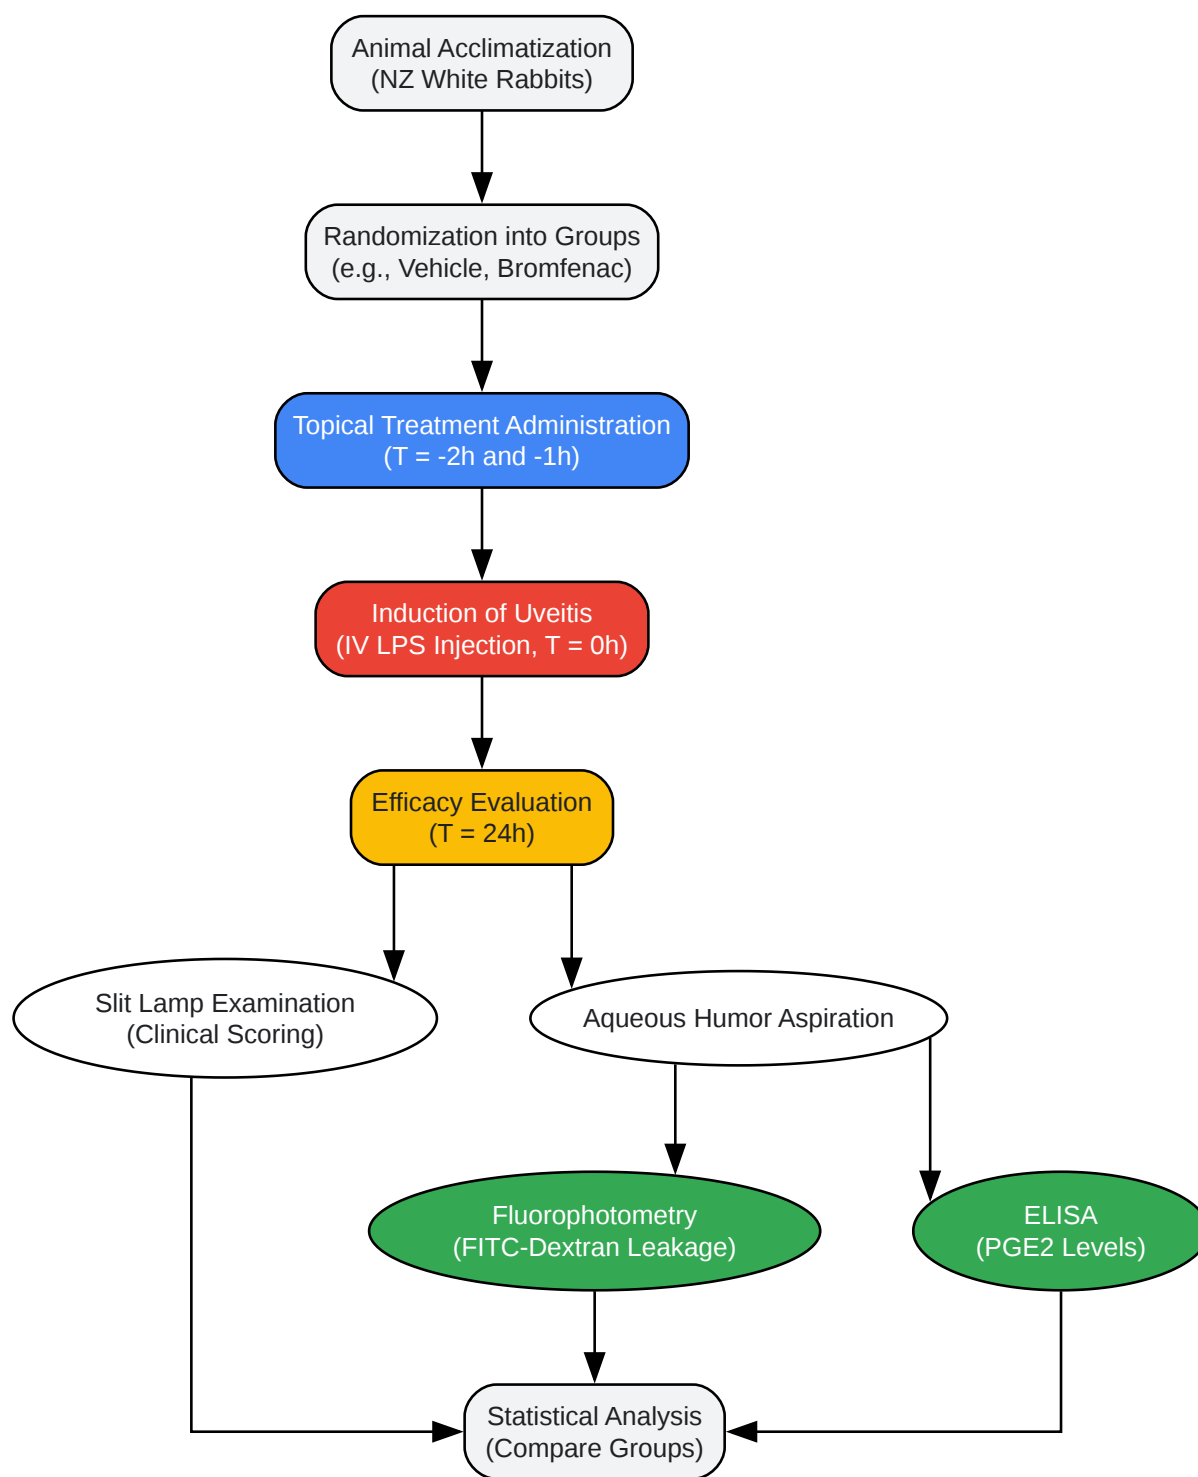 Animal Acclimatization
(NZ White Rabbits)
Randomization into Groups
(e.g., Vehicle, Bromfenac)
Topical Treatment Administration
(T = -2h and -1h)
Induction of Uveitis
(IV LPS Injection, T = 0h)
Efficacy Evaluation
(T = 24h)
Slit Lamp Examination
(Clinical Scoring)
Aqueous Humor Aspiration
Fluorophotometry
(FITC-Dextran Leakage)
ELISA
(PGE2 Levels)
Statistical Analysis
(Compare Groups)